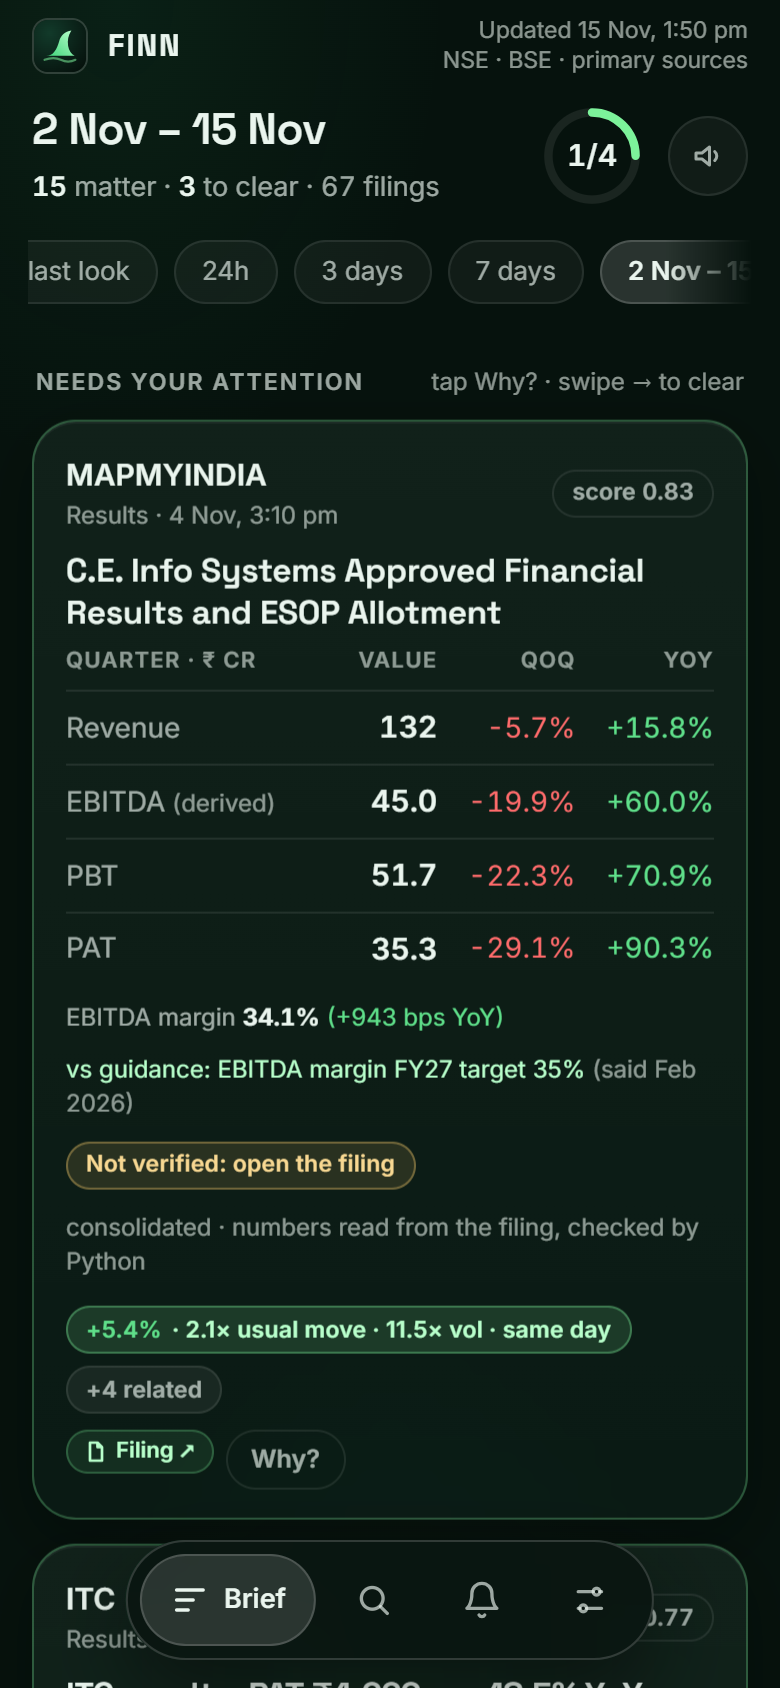 FINN
Updated 15 Nov, 1:50 pm
NSE · BSE · primary sources
2 Nov – 15 Nov
15 matter · 3 to clear · 67 filings
1/4
last look
24h
3 days
7 days
2 Nov – 15
NEEDS YOUR ATTENTION
tap Why? · swipe → to clear
MAPMYINDIA
Results · 4 Nov, 3:10 pm
score 0.83
C.E. Info Systems Approved Financial
Results and ESOP Allotment
QUARTER · ₹ CR VALUE QOQ YOY
Revenue 132 -5.7% +15.8%
EBITDA (derived) 45.0 -19.9% +60.0%
PBT 51.7 -22.3% +70.9%
PAT 35.3 -29.1% +90.3%
EBITDA margin 34.1% (+943 bps YoY)
vs guidance: EBITDA margin FY27 target 35% (said Feb
2026)
Not verified: open the filing
consolidated · numbers read from the filing, checked by
Python
+5.4% · 2.1× usual move · 11.5× vol · same day
+4 related
Filing ↗
Why?
ITC
Results
0.77
Brief